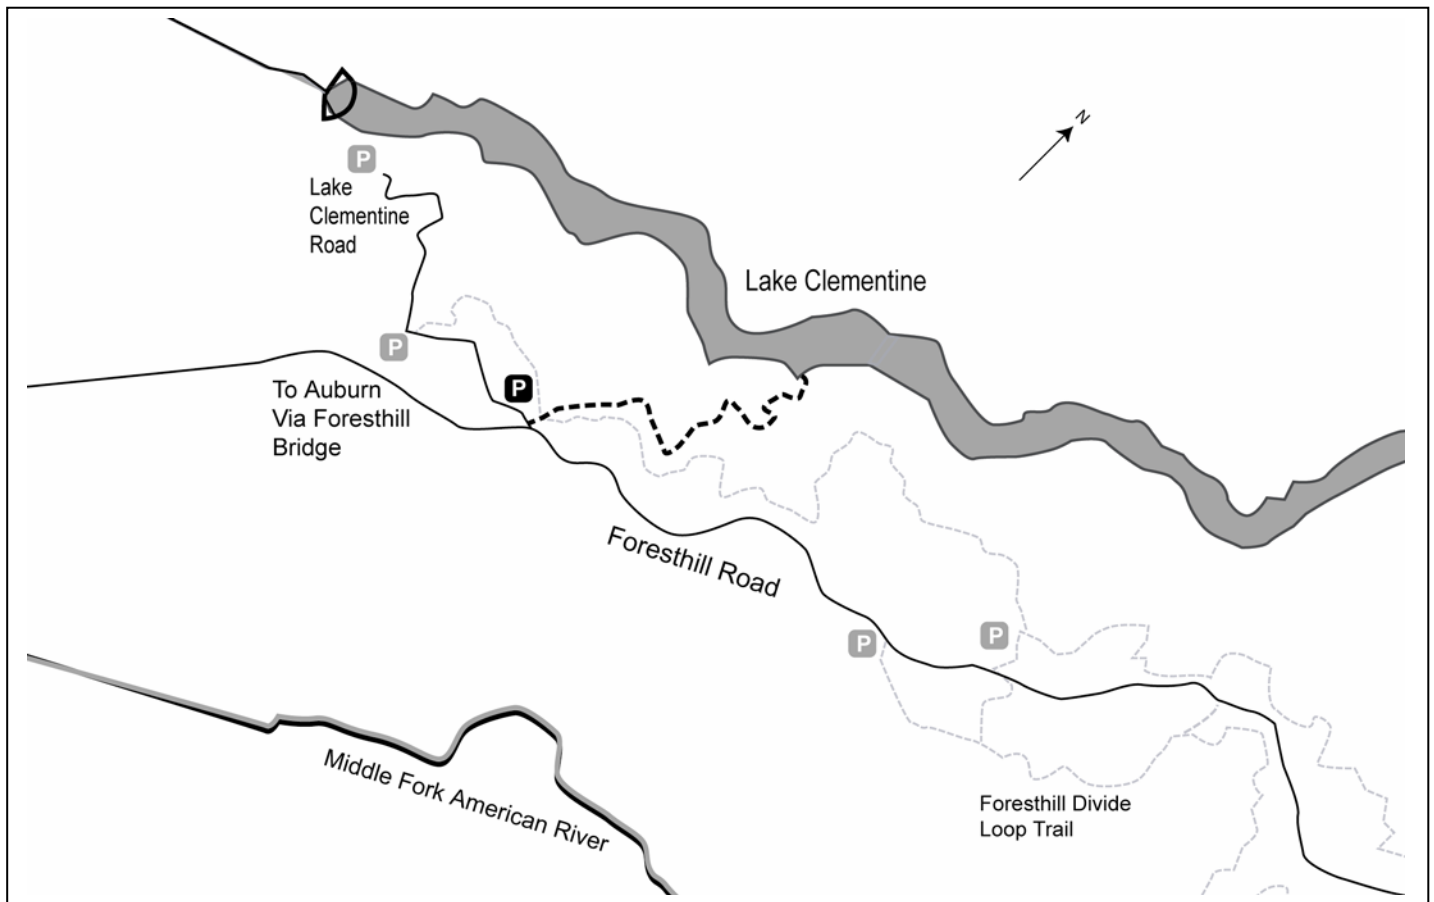 N
P
Lake
Clementine
Road
Lake Clementine
P
P
To Auburn
Via Foresthill
Bridge
Foresthill Road
P
P
Middle Fork American River
Foresthill Divide
Loop Trail